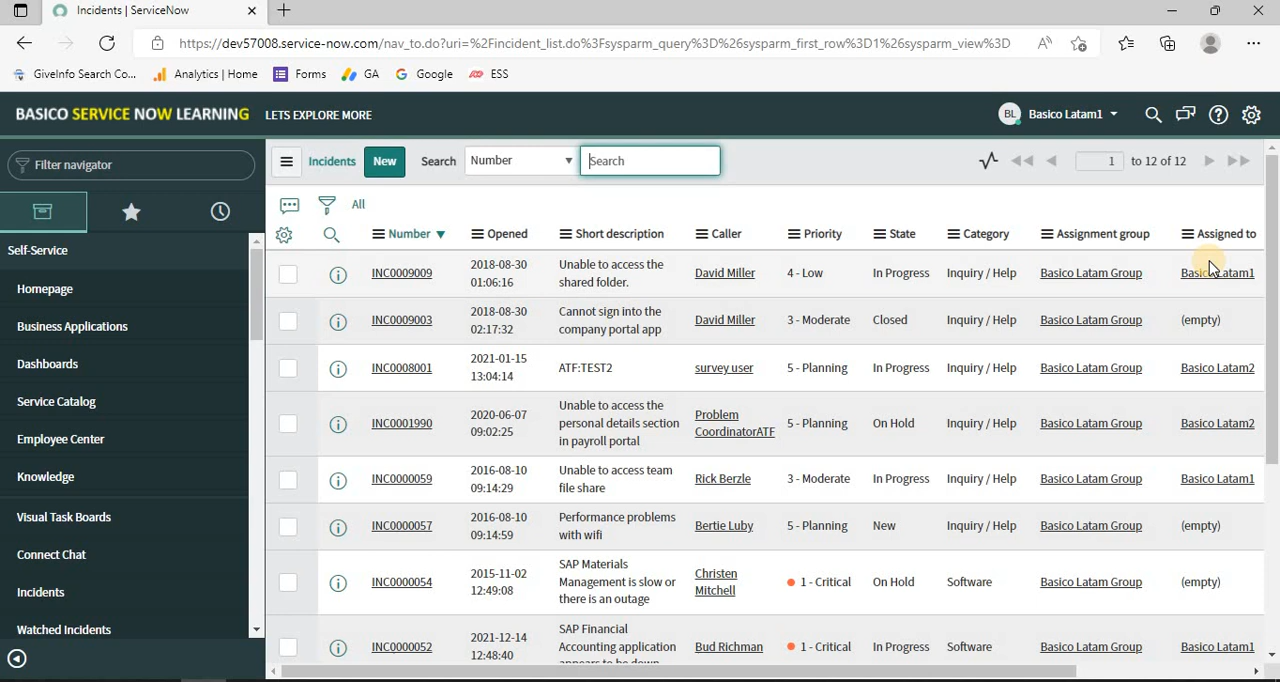 Incidents | ServiceNow
https://dev57008.service-now.com/nav_to.do?uri=%2Fincident_list.do%3Fsysparm_query%3D%26sysparm_first_row%3D1%26sysparm_view%3D
GiveInfo Search Co... Analytics | Home Forms GA Google ESS
BASICO SERVICE NOW LEARNING LETS EXPLORE MORE BL Basico Latam1
Filter navigator
Incidents New Search Number Search 1 to 12 of 12
All
Self-Service
Homepage
Business Applications
Dashboards
Service Catalog
Employee Center
Knowledge
Visual Task Boards
Connect Chat
Incidents
Watched Incidents
Number Opened Short description Caller Priority State Category Assignment group Assigned to
INC0009009 2018-08-30 01:06:16 Unable to access the shared folder. David Miller 4 - Low In Progress Inquiry / Help Basico Latam Group Basico Latam1
INC0009003 2018-08-30 02:17:32 Cannot sign into the company portal app David Miller 3 - Moderate Closed Inquiry / Help Basico Latam Group (empty)
INC0008001 2021-01-15 13:04:14 ATF:TEST2 survey user 5 - Planning In Progress Inquiry / Help Basico Latam Group Basico Latam2
INC0001990 2020-06-07 09:02:25 Unable to access the personal details section in payroll portal Problem CoordinatorATF 5 - Planning On Hold Inquiry / Help Basico Latam Group Basico Latam2
INC0000059 2016-08-10 09:14:29 Unable to access team file share Rick Berzle 3 - Moderate In Progress Inquiry / Help Basico Latam Group Basico Latam1
INC0000057 2016-08-10 09:14:59 Performance problems with wifi Bertie Luby 5 - Planning New Inquiry / Help Basico Latam Group (empty)
INC0000054 2015-11-02 12:49:08 SAP Materials Management is slow or there is an outage Christen Mitchell 1 - Critical On Hold Software Basico Latam Group (empty)
INC0000052 2021-12-14 12:48:40 SAP Financial Accounting application appears to be down Bud Richman 1 - Critical In Progress Software Basico Latam Group Basico Latam1